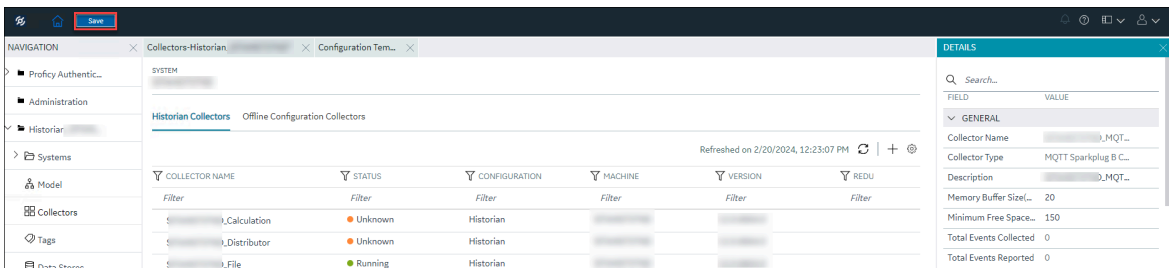 Save
NAVIGATION
Proficy Authentic...
Administration
Historian
Systems
Model
Collectors
Tags
Data Stores
Collectors-Historian Configuration Tem...
SYSTEM
Historian Collectors Offline Configuration Collectors
Refreshed on 2/20/2024, 12:23:07 PM
COLLECTOR NAME STATUS CONFIGURATION MACHINE VERSION REDU
Filter Filter Filter Filter Filter Filter
_Calculation Unknown Historian
_Distributor Unknown Historian
_File Running Historian
DETAILS
Search...
FIELD VALUE
GENERAL
Collector Name _MQT...
Collector Type MQTT Sparkplug B C...
Description _MQT...
Memory Buffer Size(... 20
Minimum Free Space... 150
Total Events Collected 0
Total Events Reported 0